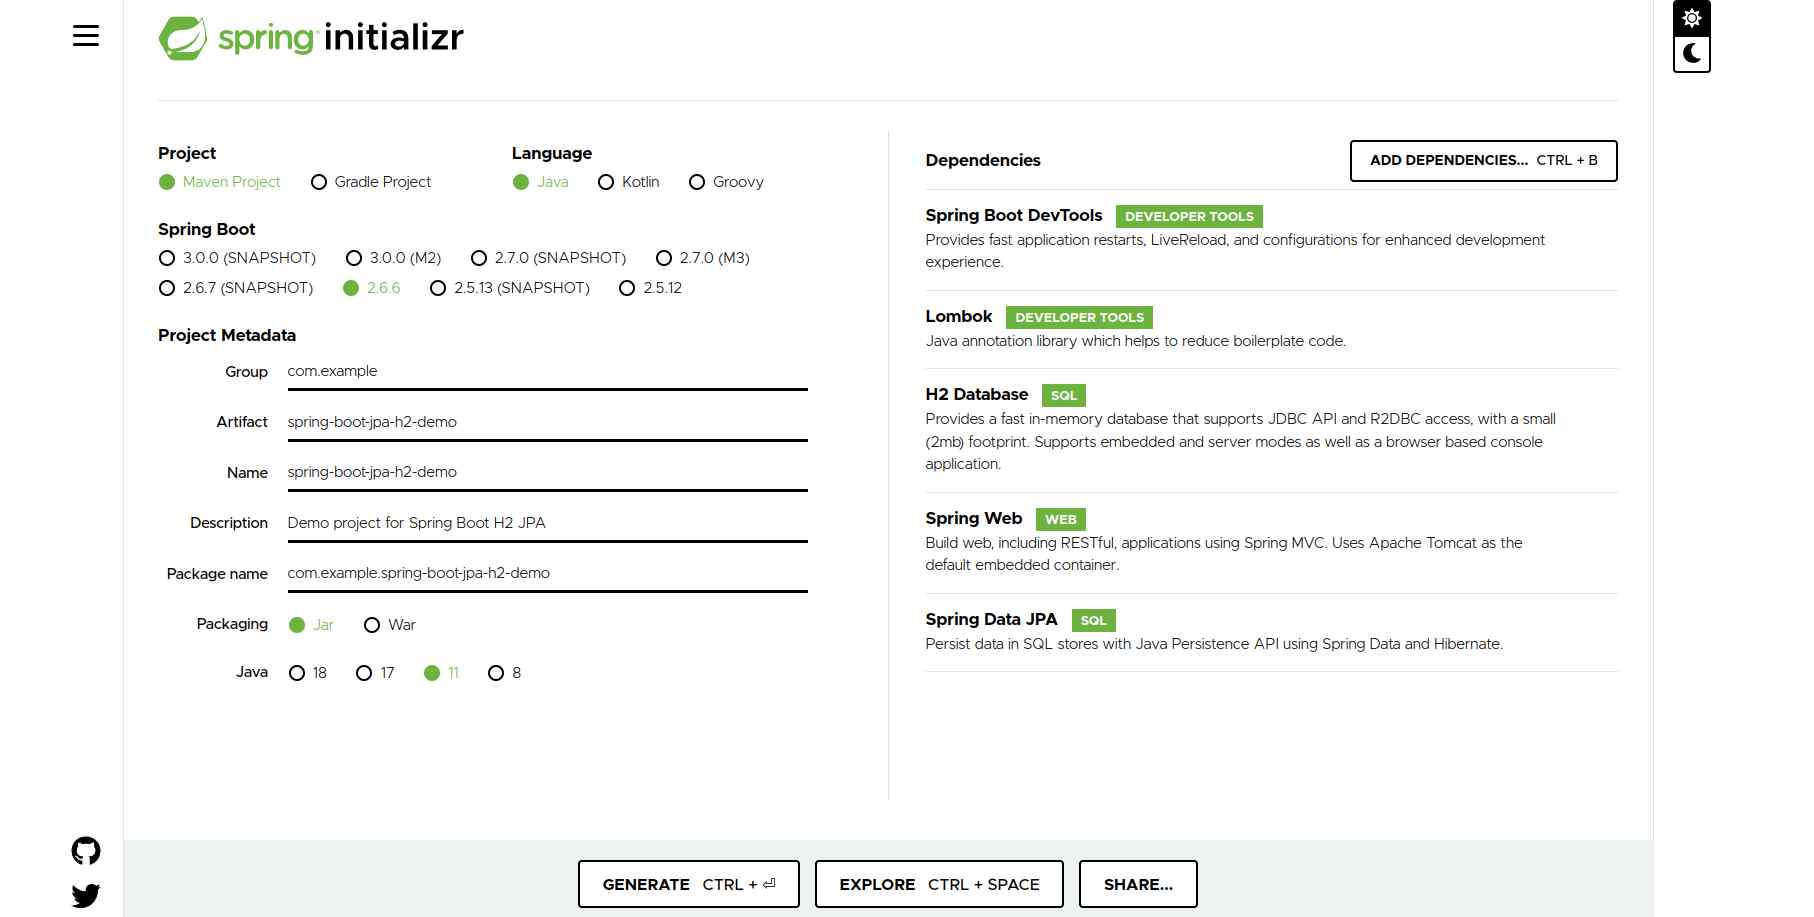 spring initializr
Project
Maven Project Gradle Project
Language
Java Kotlin Groovy
Spring Boot
3.0.0 (SNAPSHOT) 3.0.0 (M2) 2.7.0 (SNAPSHOT) 2.7.0 (M3)
2.6.7 (SNAPSHOT) 2.6.6 2.5.13 (SNAPSHOT) 2.5.12
Project Metadata
Group com.example
Artifact spring-boot-jpa-h2-demo
Name spring-boot-jpa-h2-demo
Description Demo project for Spring Boot H2 JPA
Package name com.example.spring-boot-jpa-h2-demo
Packaging Jar War
Java 18 17 11 8
Dependencies ADD DEPENDENCIES... CTRL + B
Spring Boot DevTools DEVELOPER TOOLS
Provides fast application restarts, LiveReload, and configurations for enhanced development
experience.
Lombok DEVELOPER TOOLS
Java annotation library which helps to reduce boilerplate code.
H2 Database SQL
Provides a fast in-memory database that supports JDBC API and R2DBC access, with a small
(2mb) footprint. Supports embedded and server modes as well as a browser based console
application.
Spring Web WEB
Build web, including RESTful, applications using Spring MVC. Uses Apache Tomcat as the
default embedded container.
Spring Data JPA SQL
Persist data in SQL stores with Java Persistence API using Spring Data and Hibernate.
GENERATE CTRL + ⏎ EXPLORE CTRL + SPACE SHARE...